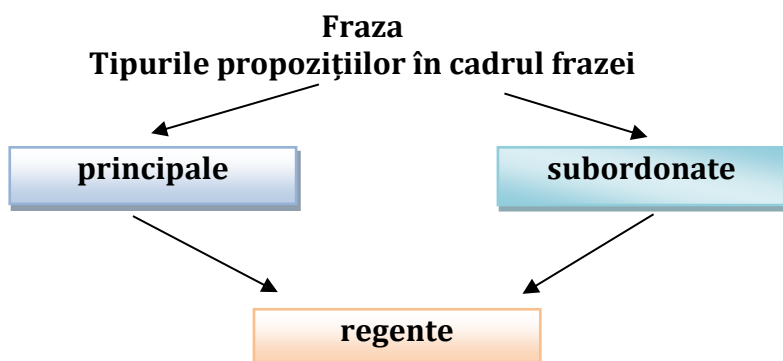 Fraza
Tipurile propozițiilor în cadrul frazei
principale
subordonate
regente